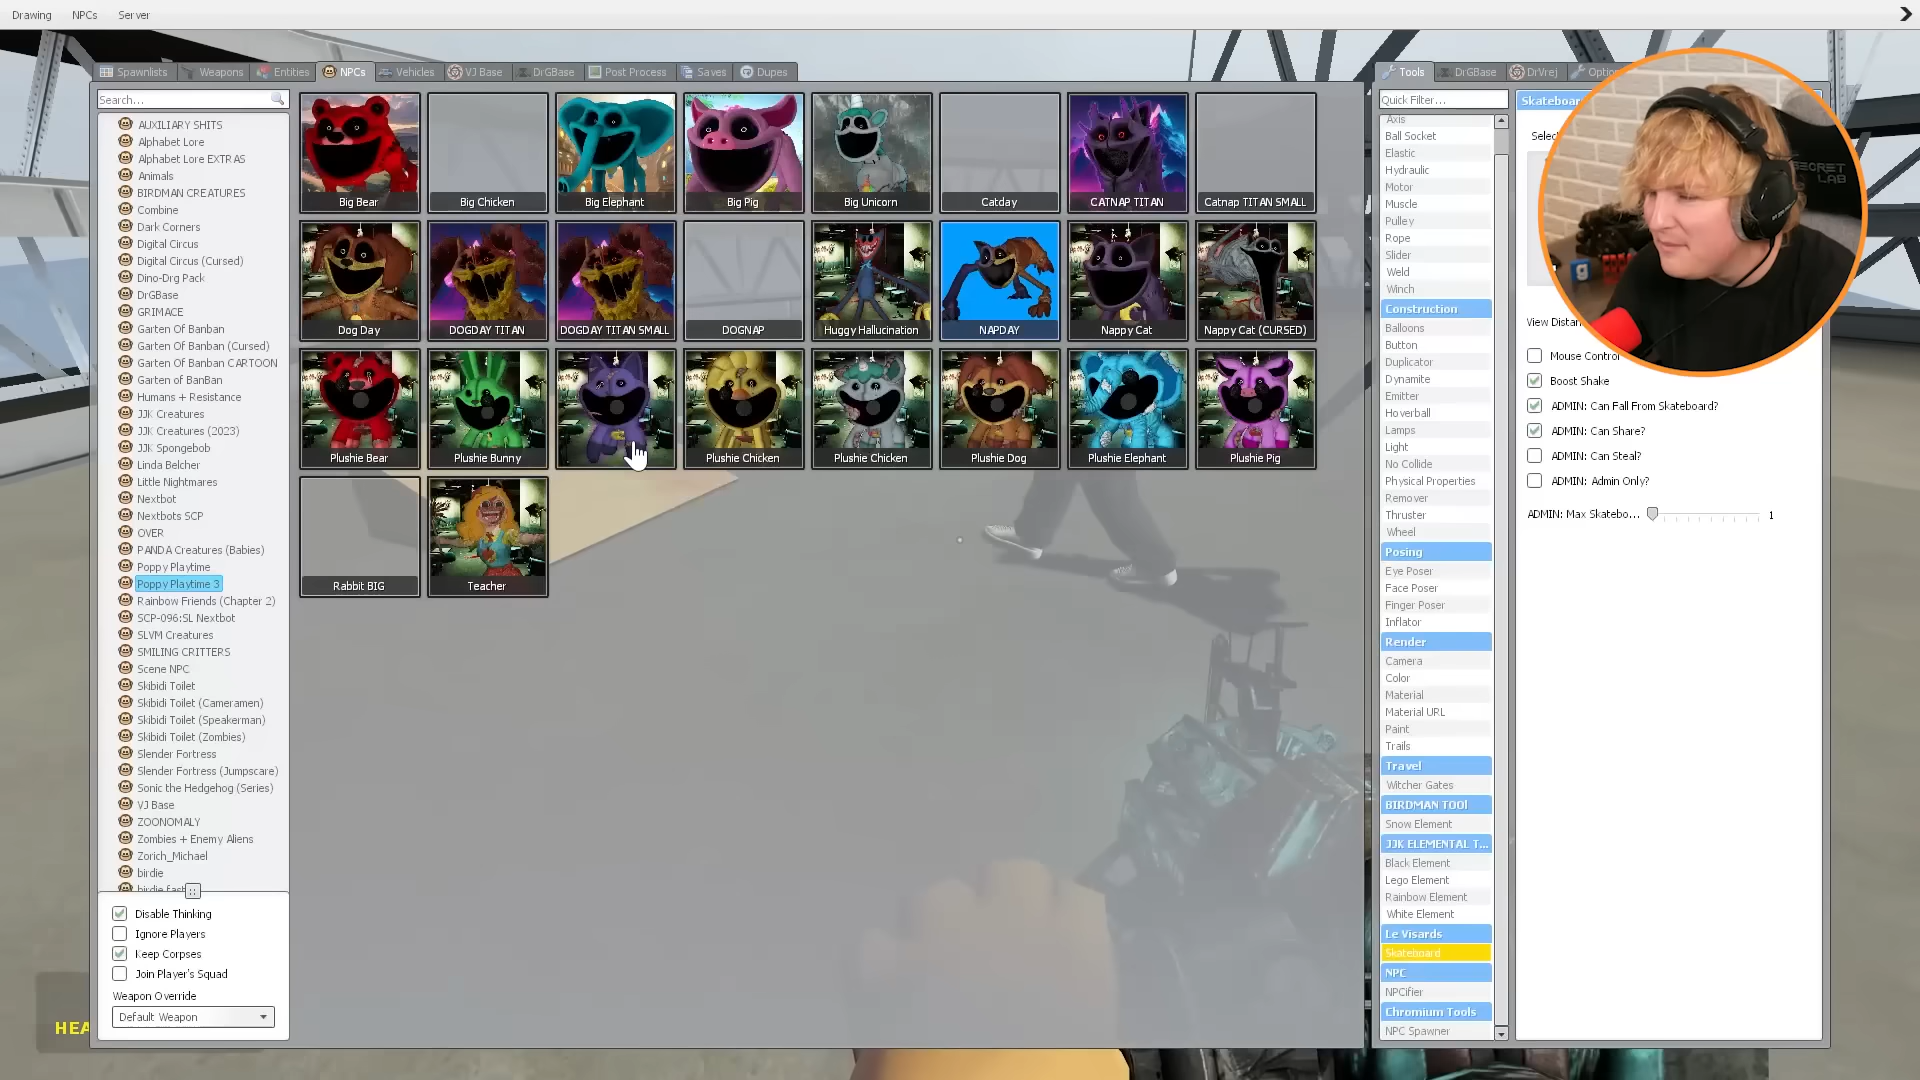 Drawing NPCs Server
Spawnlists Weapons Entities NPCs Vehicles VJ Base DrGBase Post Process Saves Dupes
Search...
AUXILIARY SHITS
Alphabet Lore
Alphabet Lore EXTRAS
Animals
BIRDMAN CREATURES
Combine
Dark Corners
Digital Circus
Digital Circus (Cursed)
Dino-Drg Pack
DrGBase
GRIMACE
Garten Of Banban
Garten Of Banban (Cursed)
Garten Of Banban CARTOON
Garten of BanBan
Humans + Resistance
JJK Creatures
JJK Creatures (2023)
JJK Spongebob
Linda Belcher
Little Nightmares
Nextbot
Nextbots SCP
OVER
PANDA Creatures (Babies)
Poppy Playtime
Poppy Playtime 3
Rainbow Friends (Chapter 2)
SCP-096:SL Nextbot
SLVM Creatures
SMILING CRITTERS
Scene NPC
Skibidi Toilet
Skibidi Toilet (Cameramen)
Skibidi Toilet (Speakerman)
Skibidi Toilet (Zombies)
Slender Fortress
Slender Fortress (Jumpscare)
Sonic the Hedgehog (Series)
VJ Base
ZOONOMALY
Zombies + Enemy Aliens
Zorich_Michael
birdie
Disable Thinking
Ignore Players
Keep Corpses
Join Player's Squad
Weapon Override
Default Weapon
HEA
Big Bear Big Chicken Big Elephant Big Pig Big Unicorn Catday CATNAP TITAN Catnap TITAN SMALL
Dog Day DOGDAY TITAN DOGDAY TITAN SMALL DOGNAP Huggy Hallucination NAPDAY Nappy Cat Nappy Cat (CURSED)
Plushie Bear Plushie Bunny Plushie Chicken Plushie Chicken Plushie Dog Plushie Elephant Plushie Pig
Rabbit BIG Teacher
Tools DrGBase DrVrej
Quick Filter...
Axis
Ball Socket
Elastic
Hydraulic
Motor
Muscle
Pulley
Rope
Slider
Weld
Winch
Construction
Balloons
Button
Duplicator
Dynamite
Emitter
Hoverball
Lamps
Light
No Collide
Physical Properties
Remover
Thruster
Wheel
Posing
Eye Poser
Face Poser
Finger Poser
Inflator
Render
Camera
Color
Material
Material URL
Paint
Trails
Travel
Witcher Gates
BIRDMAN TOOl
Snow Element
JJK ELEMENTAL T...
Black Element
Lego Element
Rainbow Element
White Element
Le Visards
Skateboard
NPC
NPCifier
Chromium Tools
NPC Spawner
Skateboar
Selec
View Distan
Mouse Contro
Boost Shake
ADMIN: Can Fall From Skateboard?
ADMIN: Can Share?
ADMIN: Can Steal?
ADMIN: Admin Only?
ADMIN: Max Skatebo... 1
SECRET
LAB